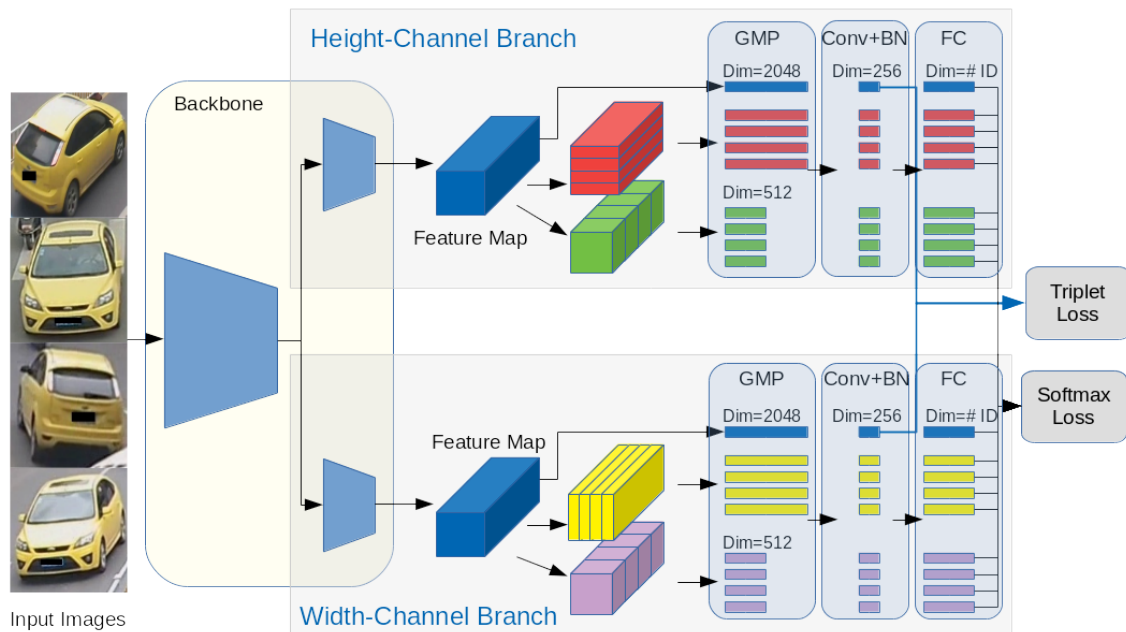 Height-Channel Branch
GMP
Conv+BN
FC
Backbone
Dim=2048
Dim=256
Dim=# ID
Dim=512
Feature Map
Triplet
Loss
GMP
Conv+BN
FC
Softmax
Loss
Dim=2048
Dim=256
Dim=# ID
Feature Map
Dim=512
Input Images
Width-Channel Branch